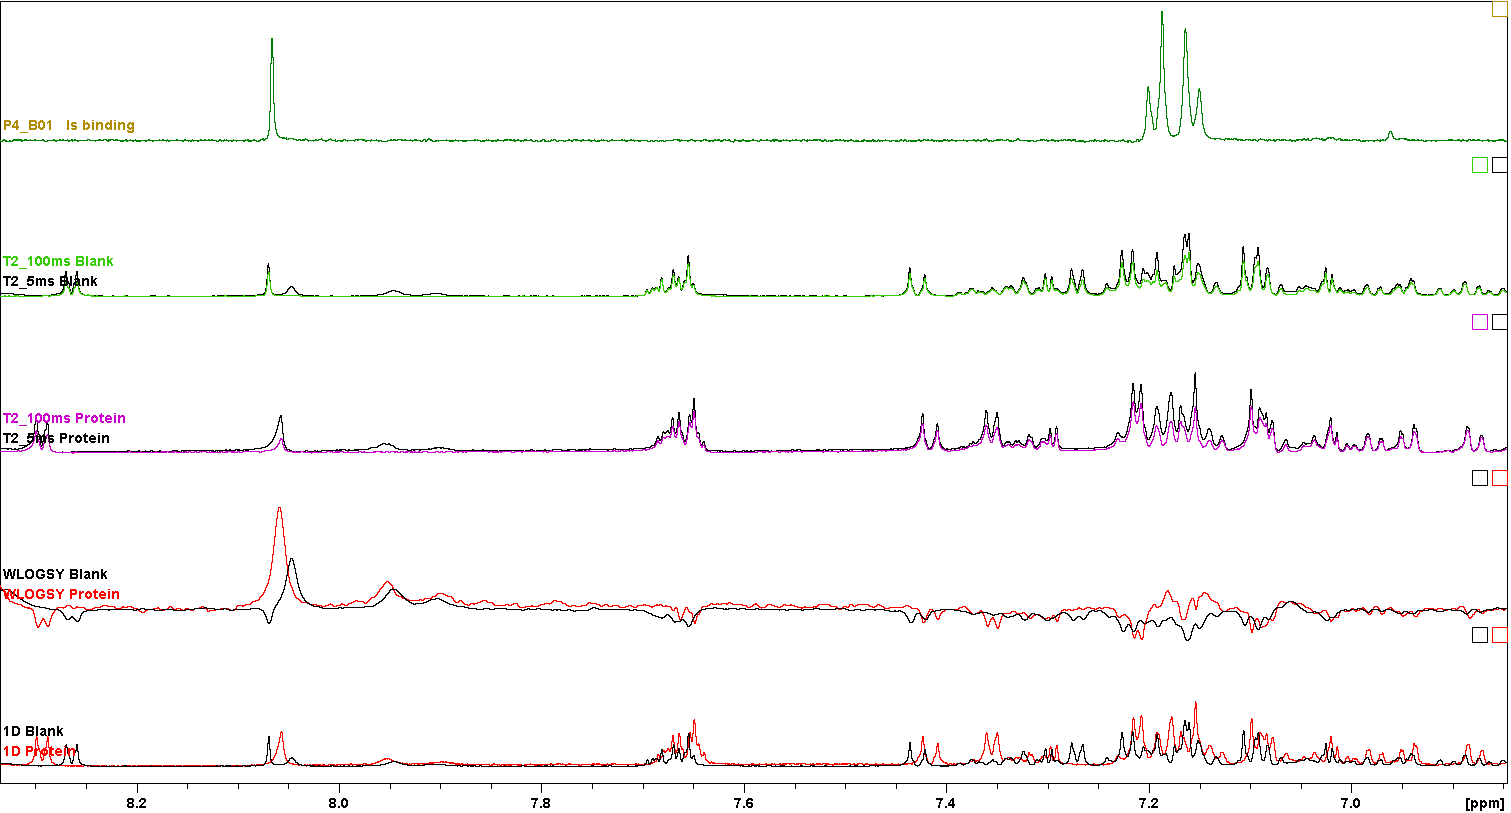 P4_B01 Is binding
T2_100ms Blank
T2_5ms Blank
T2_100ms Protein
T2_5ms Protein
WLOGSY Blank
WLOGSY Protein
1D Blank
1D Protein
8.2 8.0 7.8 7.6 7.4 7.2 7.0 [ppm]